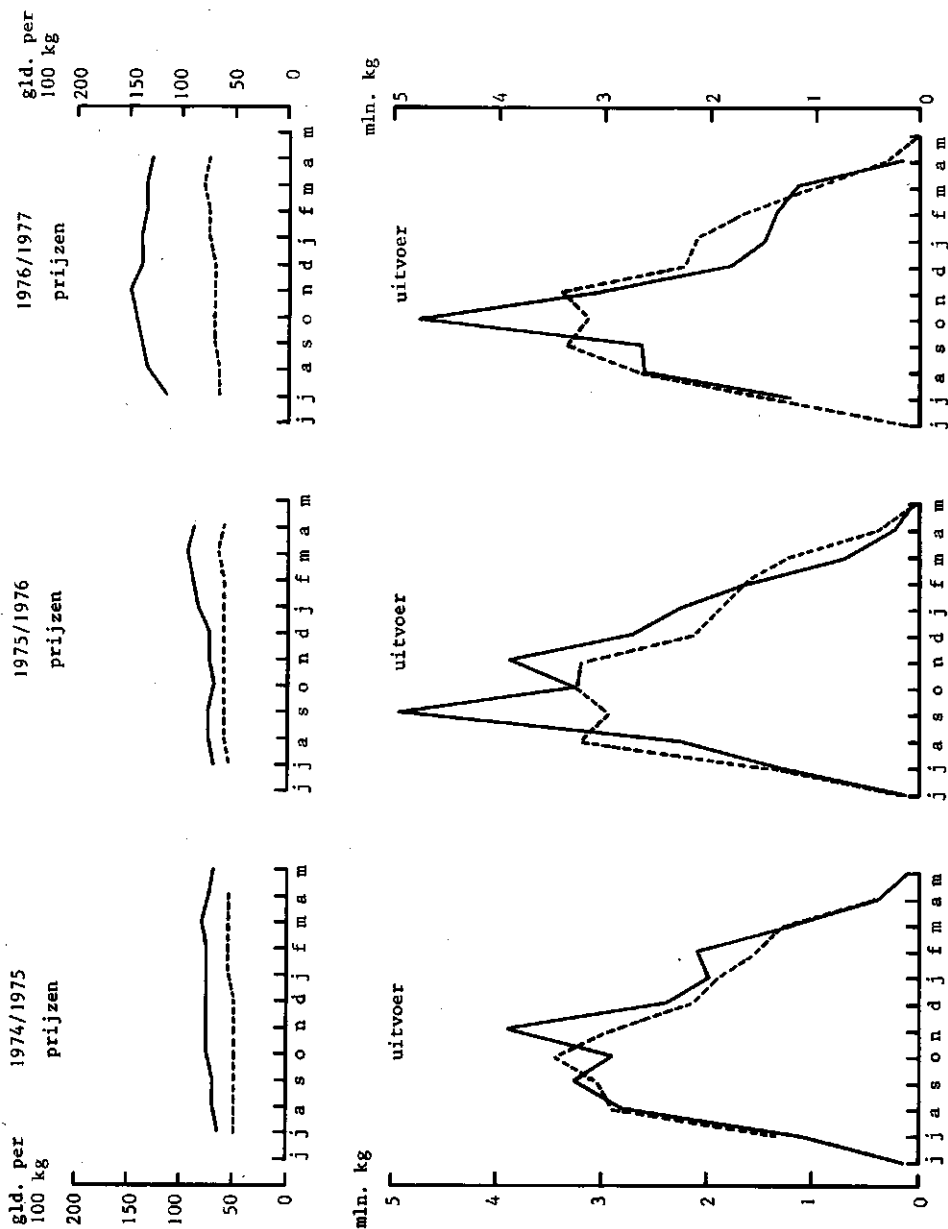 gld. per
100 kg
1974/1975
1975/1976
1976/1977
gld. per
100 kg
prijzen
prijzen
prijzen
200
150
100
50
0
200
150
100
50
0
j j a s o n d j f m a m
j j a s o n d j f m a m
j j a s o n d j f m a m
mln. kg
uitvoer
uitvoer
uitvoer
mln. kg
5
4
3
2
1
0
5
4
3
2
1
0
j j a s o n d j f m a m
j j a s o n d j f m a m
j j a s o n d j f m a m